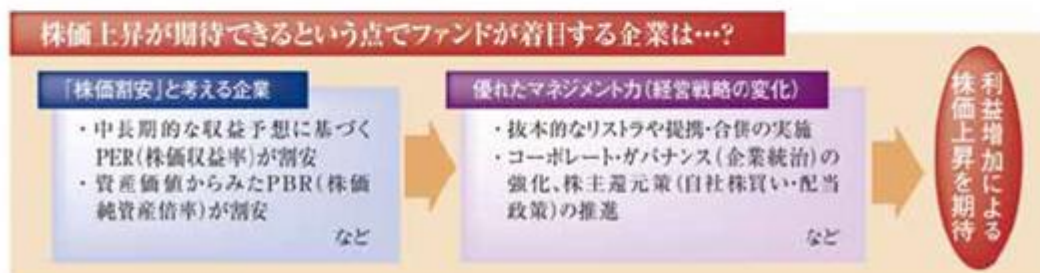 株価上昇が期待できるという点でファンドが着目する企業は…?
「株価割安」と考える企業
・中長期的な収益予想に基づく
PER(株価収益率)が割安
・資産価値からみたPBR(株価
純資産倍率)が割安
など
優れたマネジメント力(経営戦略の変化)
・抜本的なリストラや提携・合併の実施
・コーポレート・ガバナンス(企業統治)の
強化、株主還元策(自社株買い・配当
政策)の推進
など
利益増加による
株価上昇を期待